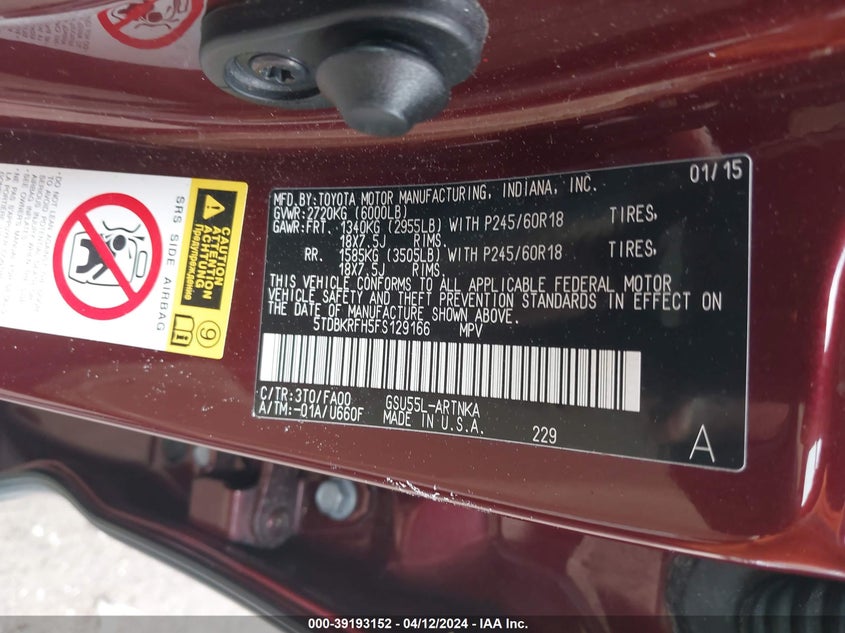 01/15
MFD.BY:TOYOTA MOTOR MANUFACTURING, INDIANA, INC.
GVWR:2720KG (6000LB)
GAWR:FRT. 1340KG (2955LB) WITH P245/60R18 TIRES,
18X7.5J RIMS.
RR. 1585KG (3505LB) WITH P245/60R18 TIRES,
18X7.5J RIMS.
THIS VEHICLE CONFORMS TO ALL APPLICABLE FEDERAL MOTOR
VEHICLE SAFETY AND THEFT PREVENTION STANDARDS IN EFFECT ON
THE DATE OF MANUFACTURE SHOWN ABOVE.
5TDBKRFH5FS129166 MPV
C/TR:3T0/FA00 GSU55L-ARTNKA
A/TM:-01A/U660F MADE IN U.S.A.
229
A
SRS SIDE AIRBAG
CAUTION
ATTENTION
ACHTUNG
Предупреждение
9
000-39193152 - 04/12/2024 - IAA Inc.